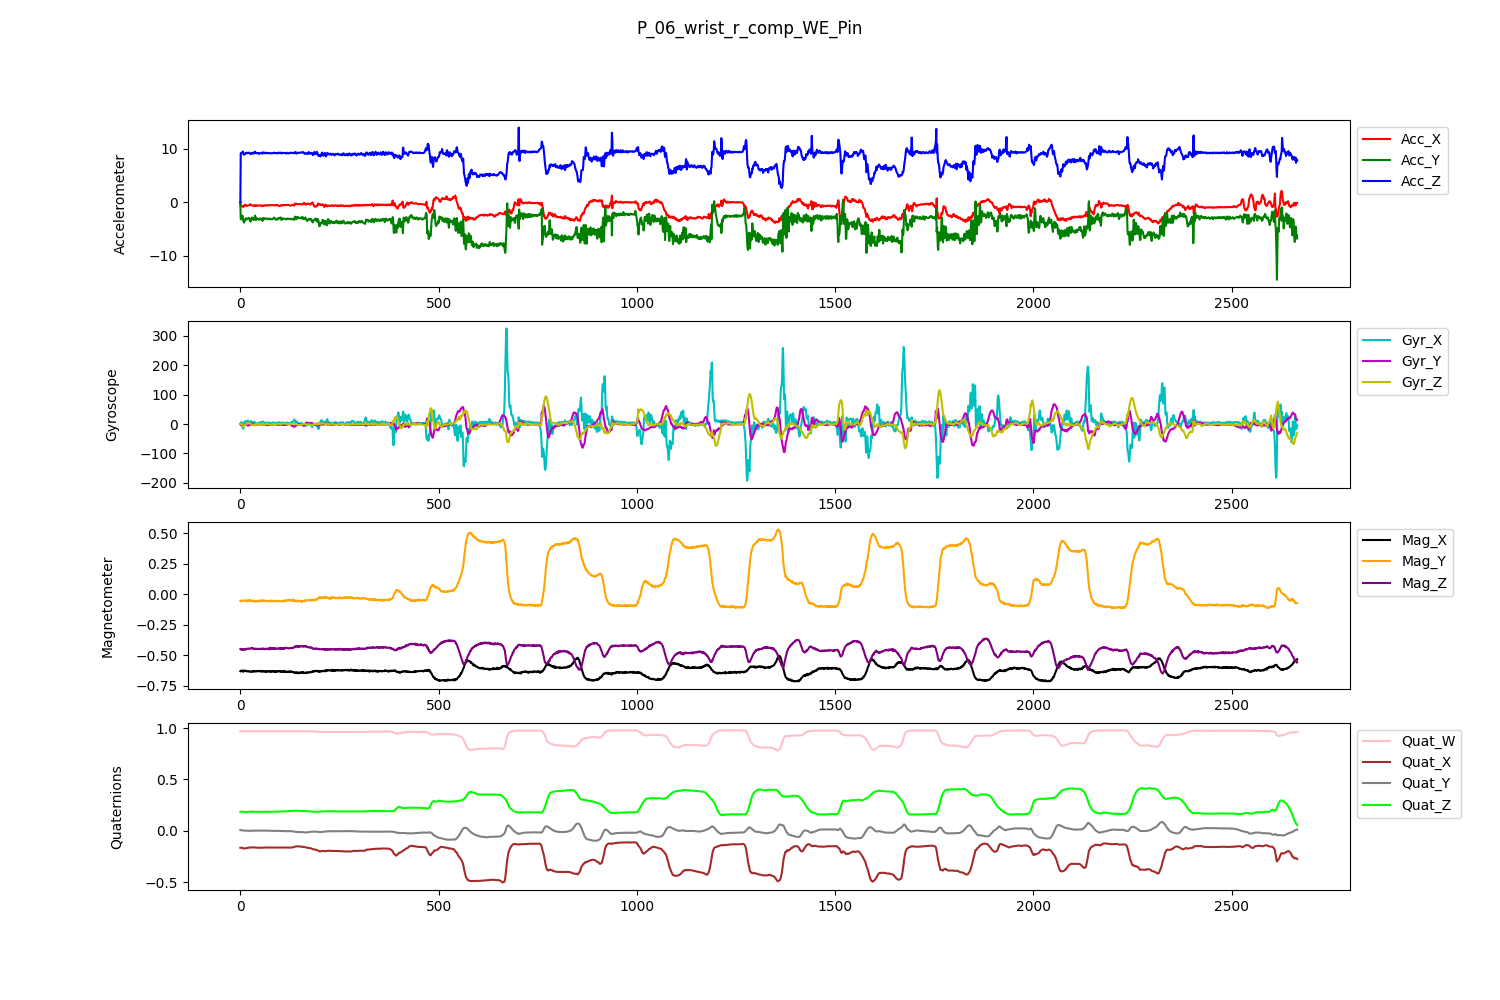 P_06_wrist_r_comp_WE_Pin
10
0
−10
Accelerometer
0 500 1000 1500 2000 2500
Acc_X
Acc_Y
Acc_Z
300
200
100
0
−100
−200
Gyroscope
0 500 1000 1500 2000 2500
Gyr_X
Gyr_Y
Gyr_Z
0.50
0.25
0.00
−0.25
−0.50
−0.75
Magnetometer
0 500 1000 1500 2000 2500
Mag_X
Mag_Y
Mag_Z
1.0
0.5
0.0
−0.5
Quaternions
0 500 1000 1500 2000 2500
Quat_W
Quat_X
Quat_Y
Quat_Z